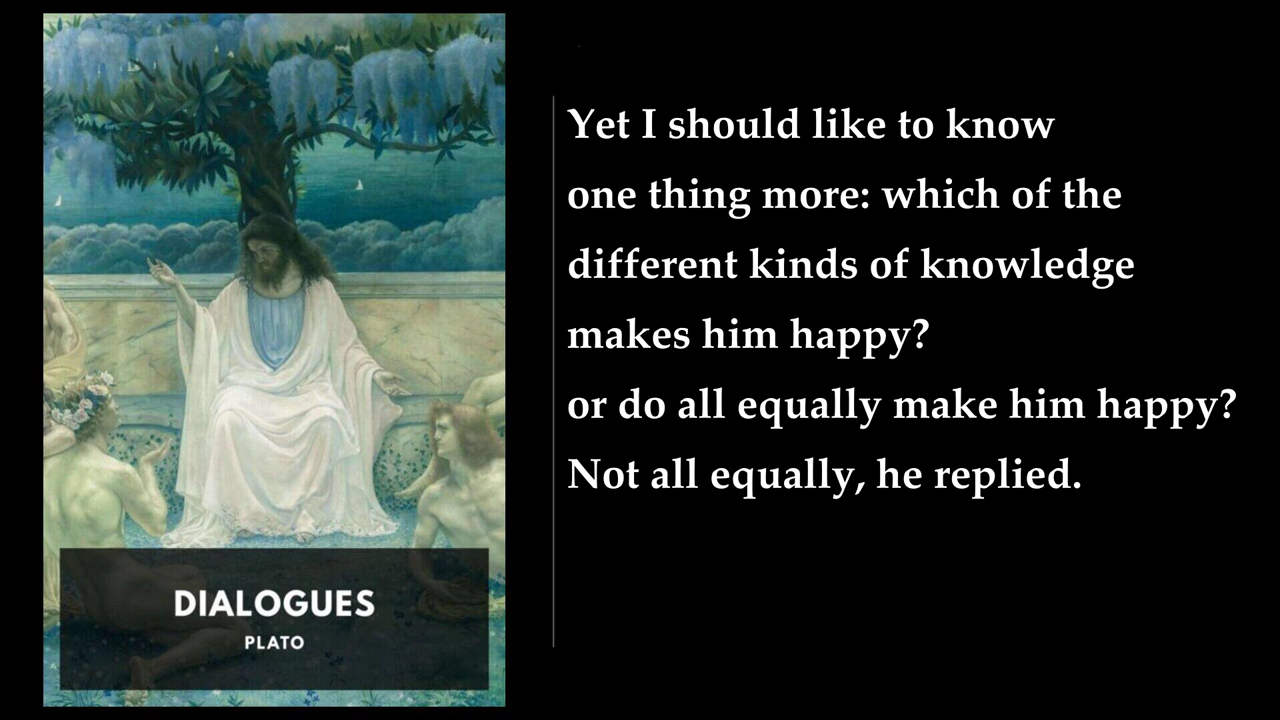 Yet I should like to know
one thing more: which of the
different kinds of knowledge
makes him happy?
or do all equally make him happy?
Not all equally, he replied.
DIALOGUES
PLATO